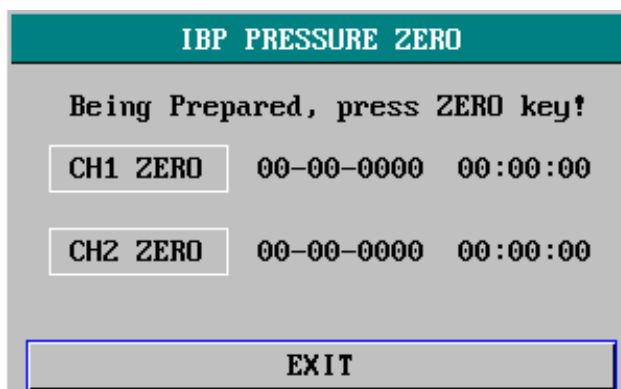 IBP PRESSURE ZERO
Being Prepared, press ZERO key!
CH1 ZERO 00-00-0000 00:00:00
CH2 ZERO 00-00-0000 00:00:00
EXIT